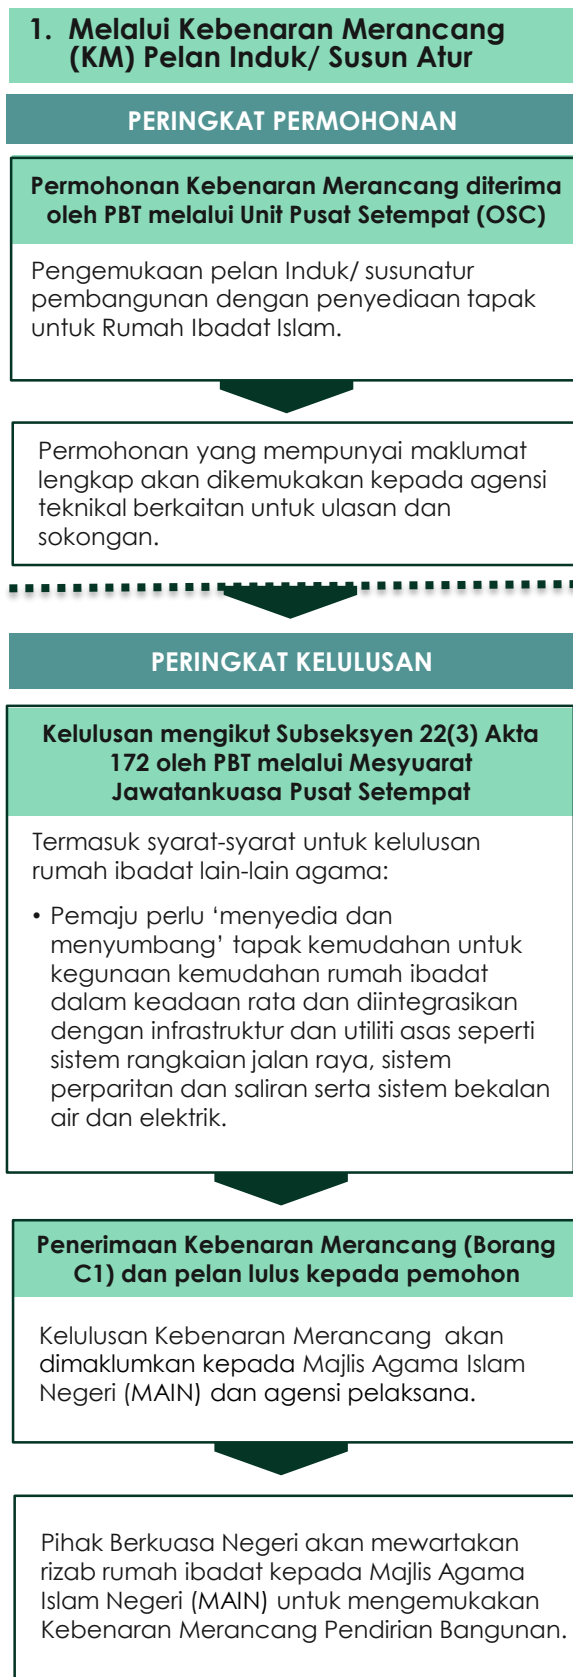 1. Melalui Kebenaran Merancang
(KM) Pelan Induk/ Susun Atur
PERINGKAT PERMOHONAN
Permohonan Kebenaran Merancang diterima
oleh PBT melalui Unit Pusat Setempat (OSC)
Pengemukaan pelan Induk/ susunatur
pembangunan dengan penyediaan tapak
untuk Rumah Ibadat Islam.
Permohonan yang mempunyai maklumat
lengkap akan dikemukakan kepada agensi
teknikal berkaitan untuk ulasan dan
sokongan.
PERINGKAT KELULUSAN
Kelulusan mengikut Subseksyen 22(3) Akta
172 oleh PBT melalui Mesyuarat
Jawatankuasa Pusat Setempat
Termasuk syarat-syarat untuk kelulusan
rumah ibadat lain-lain agama:
• Pemaju perlu ‘menyedia dan
menyumbang’ tapak kemudahan untuk
kegunaan kemudahan rumah ibadat
dalam keadaan rata dan diintegrasikan
dengan infrastruktur dan utiliti asas seperti
sistem rangkaian jalan raya, sistem
perparitan dan saliran serta sistem bekalan
air dan elektrik.
Penerimaan Kebenaran Merancang (Borang
C1) dan pelan lulus kepada pemohon
Kelulusan Kebenaran Merancang akan
dimaklumkan kepada Majlis Agama Islam
Negeri (MAIN) dan agensi pelaksana.
Pihak Berkuasa Negeri akan mewartakan
rizab rumah ibadat kepada Majlis Agama
Islam Negeri (MAIN) untuk mengemukakan
Kebenaran Merancang Pendirian Bangunan.